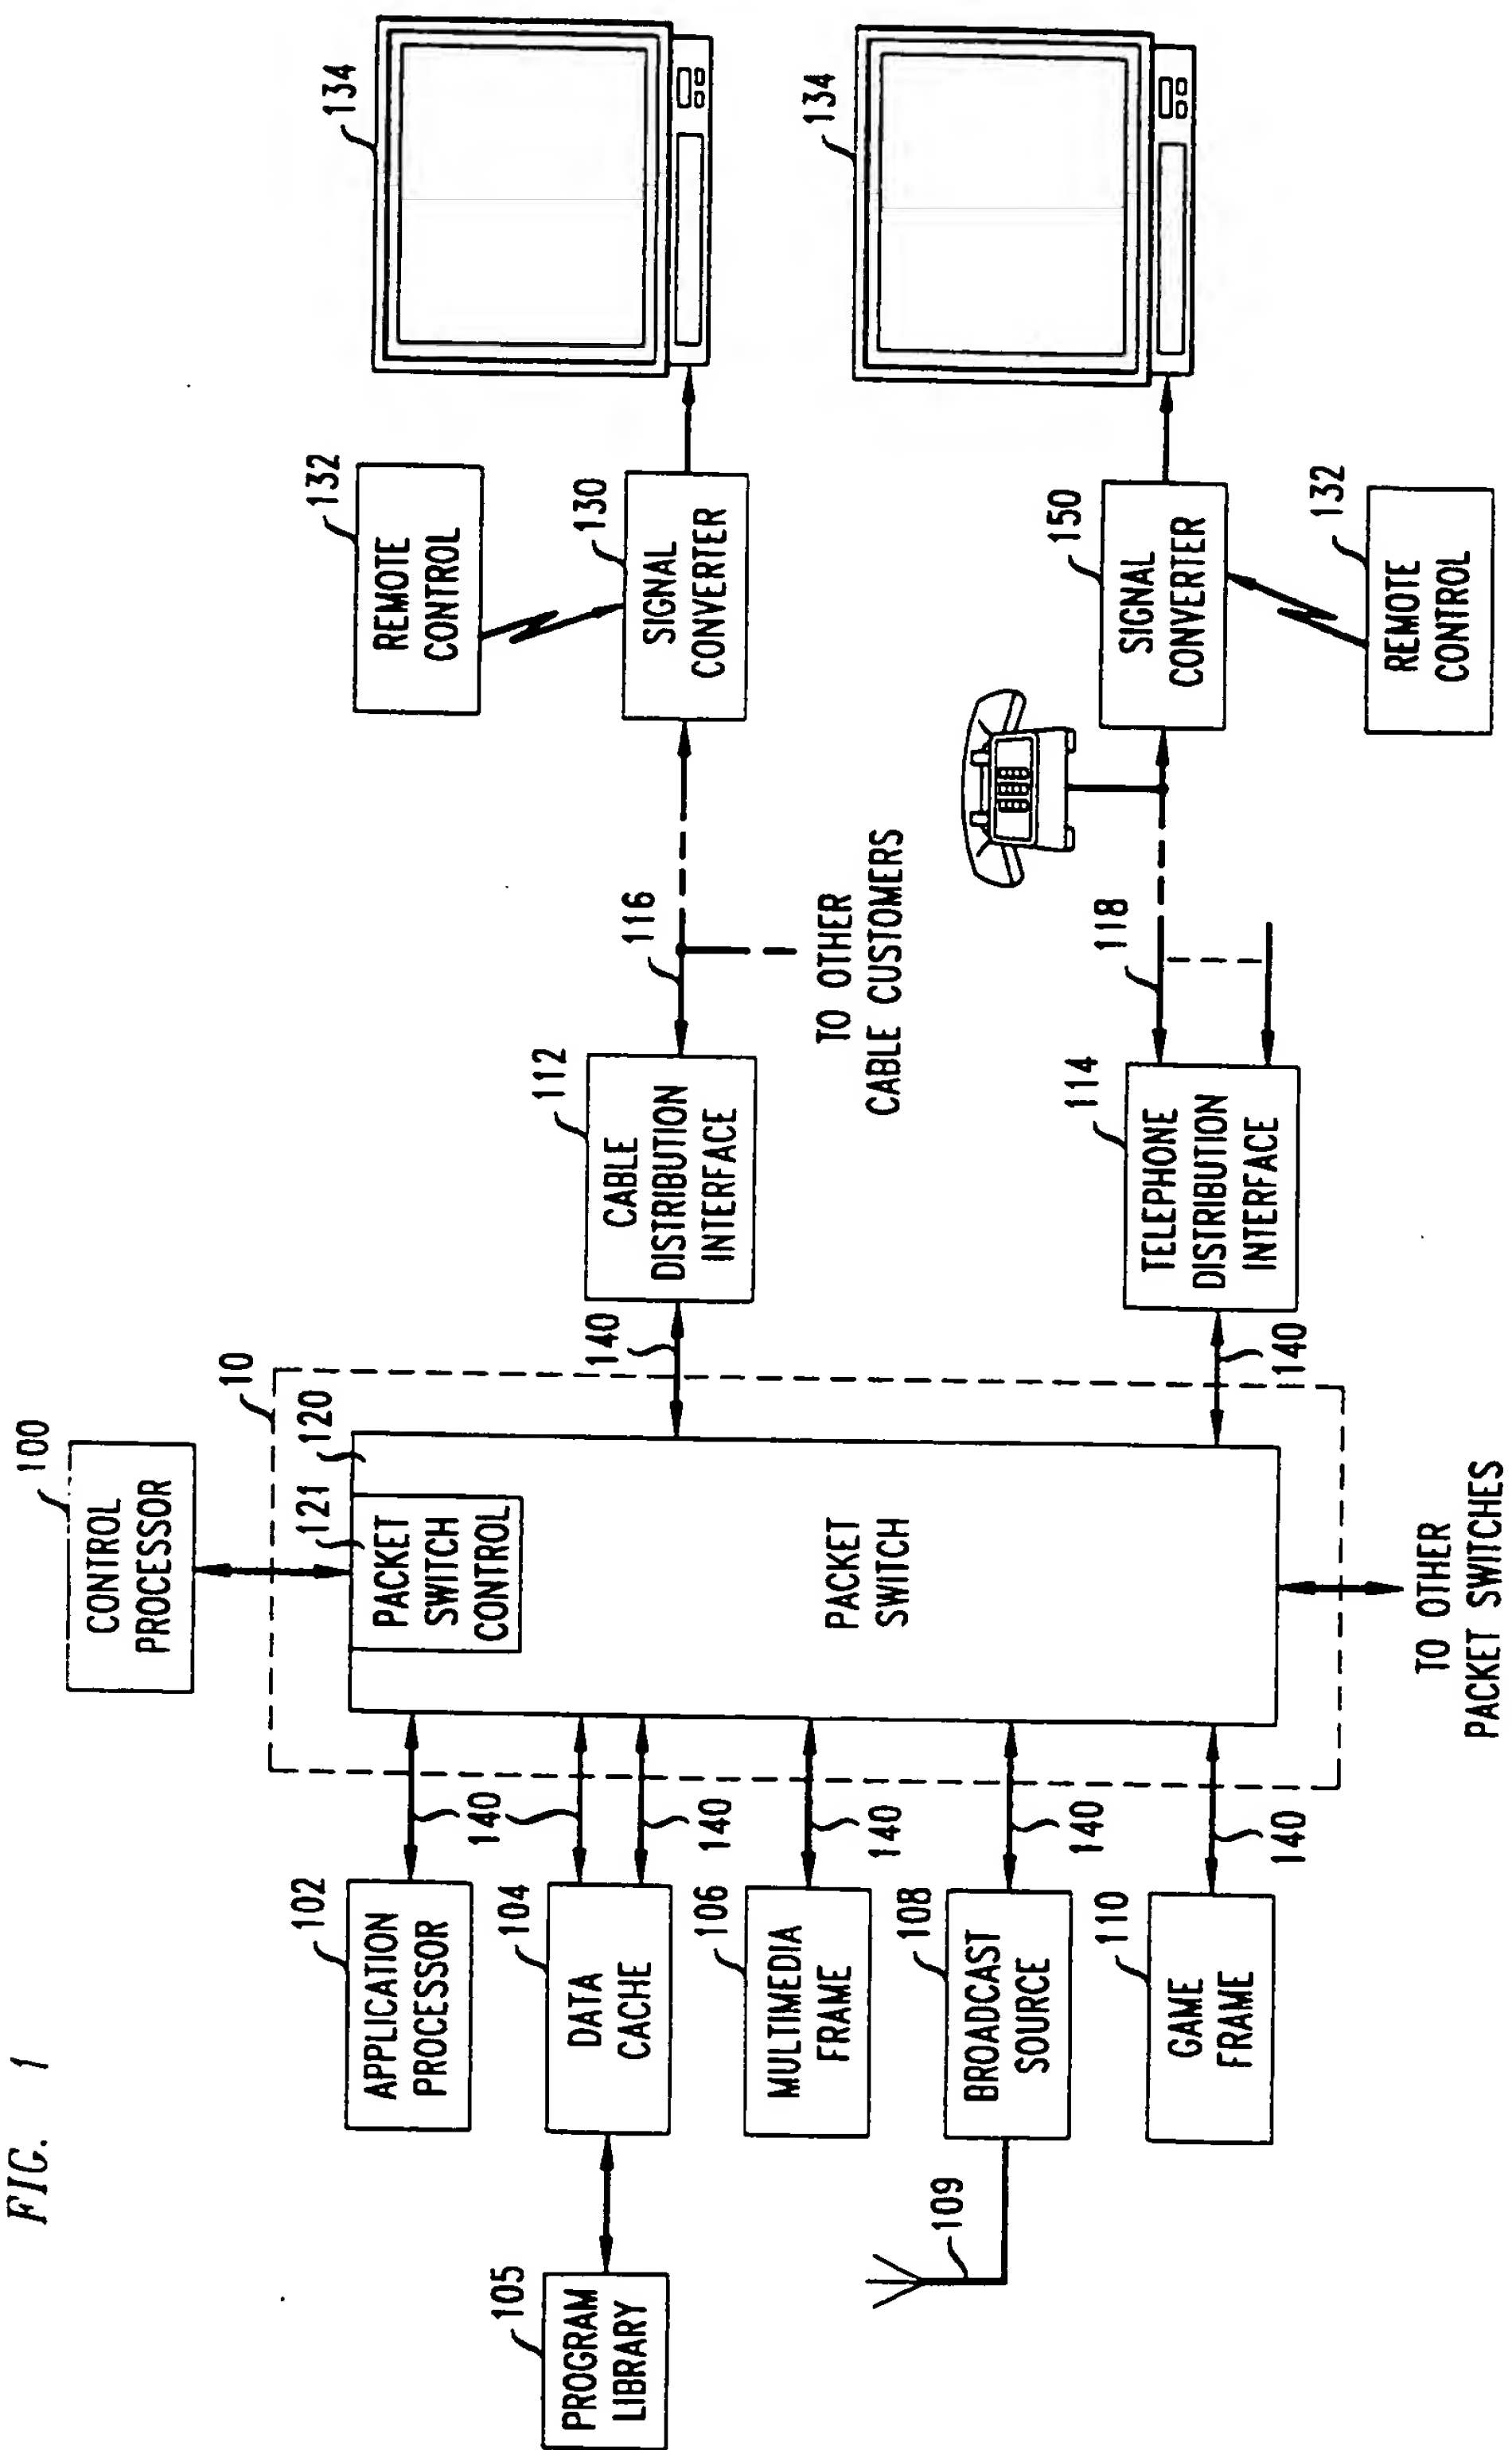 FIG. 1
100
CONTROL
PROCESSOR
10
121
120
PACKET
SWITCH
CONTROL
PACKET
SWITCH
102
APPLICATION
PROCESSOR
140
105
PROGRAM
LIBRARY
104
DATA
CACHE
140
140
106
MULTIMEDIA
FRAME
140
109
108
BROADCAST
SOURCE
140
110
GAME
FRAME
140
TO OTHER
PACKET SWITCHES
140
112
CABLE
DISTRIBUTION
INTERFACE
116
TO OTHER
CABLE CUSTOMERS
132
REMOTE
CONTROL
130
SIGNAL
CONVERTER
134
140
114
TELEPHONE
DISTRIBUTION
INTERFACE
118
150
SIGNAL
CONVERTER
132
REMOTE
CONTROL
134